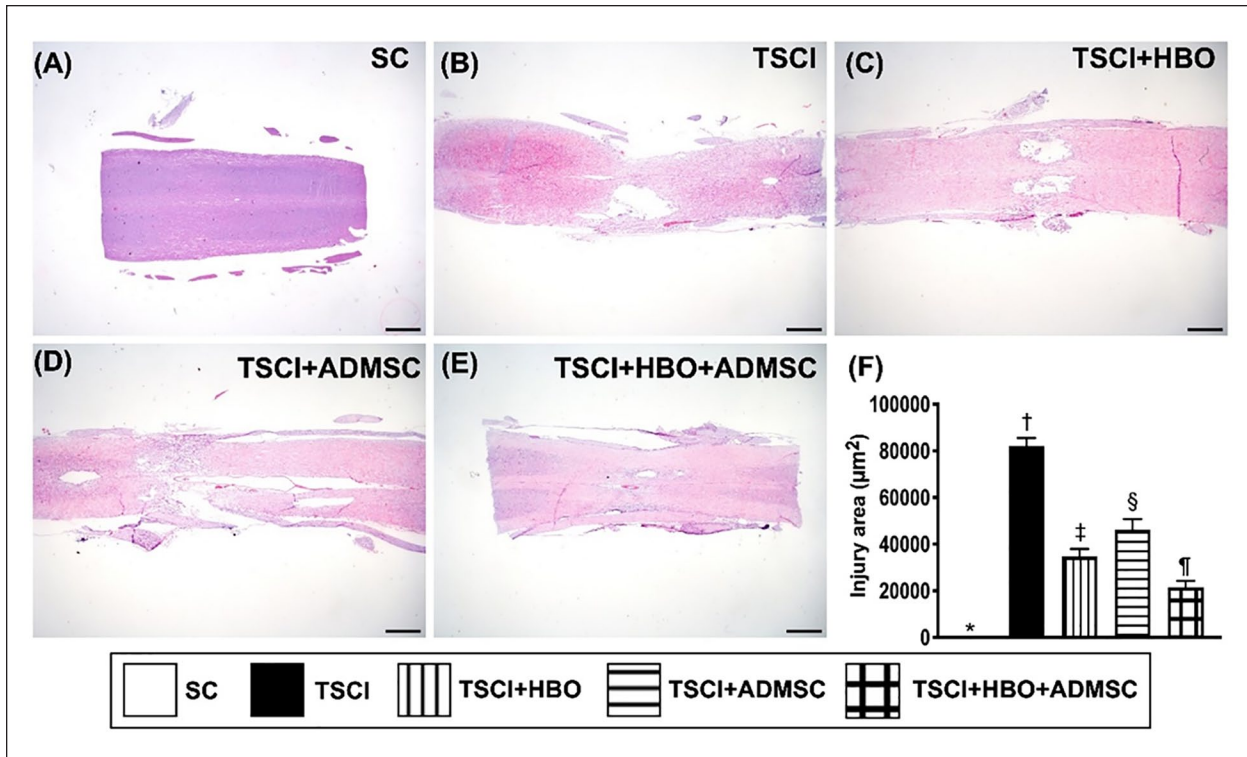 (A) SC
(B) TSCI
(C) TSCI+HBO
(D) TSCI+ADMSC
(E) TSCI+HBO+ADMSC
(F)
Injury area (µm²)
100000
80000
60000
40000
20000
0
* † ‡ § ¶
SC TSCI TSCI+HBO TSCI+ADMSC TSCI+HBO+ADMSC